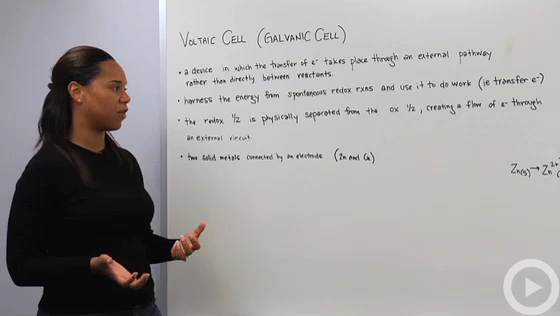 VOLTAIC CELL (GALVANIC CELL)
• a device in which the transfer of e⁻ takes place through an external pathway
rather than directly between reactants.
• harness the energy from spontaneous redox rxns and use it to do work (ie transfer e⁻)
• the redox 1/2 is physically separated from the ox 1/2, creating a flow of e⁻ through
an external circuit.
• two solid metals connected by an electrode (Zn and Cu)
Zn(s) → Zn²⁺